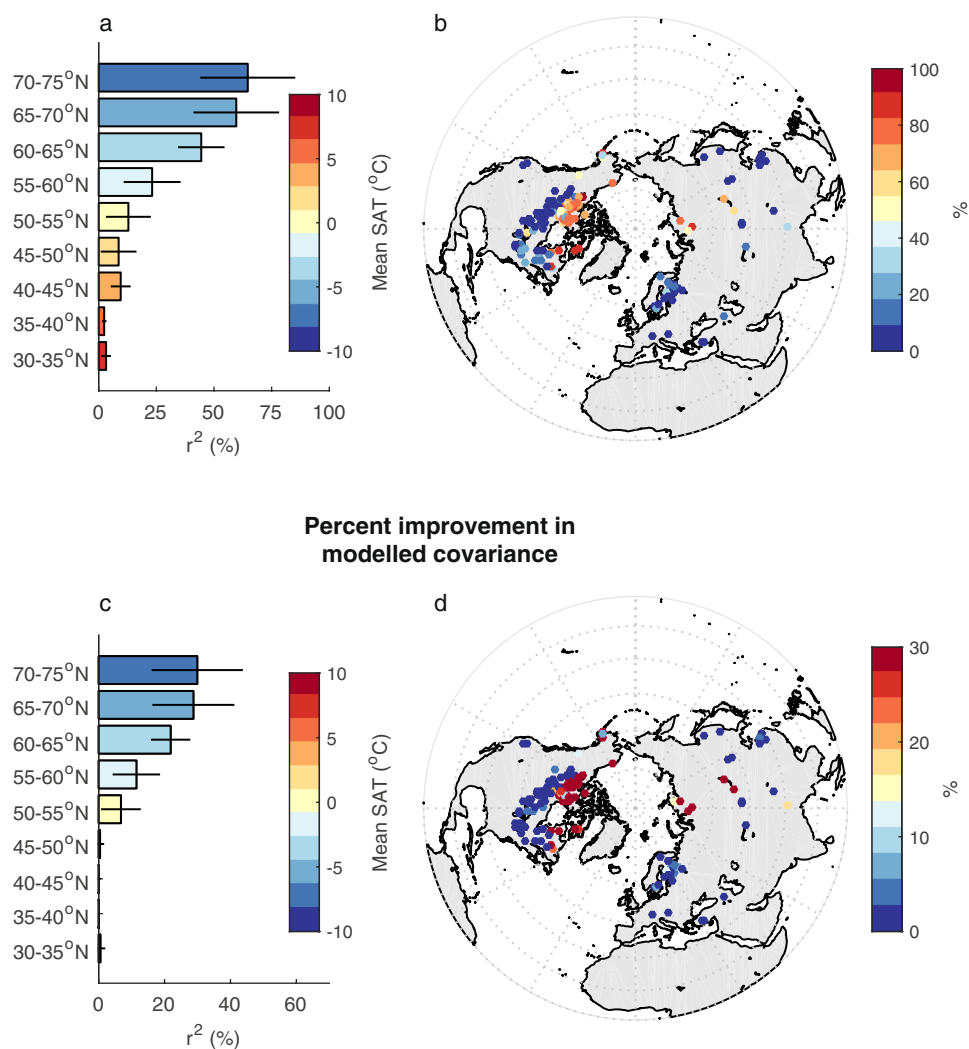 a
b
70-75°N
65-70°N
60-65°N
55-60°N
50-55°N
45-50°N
40-45°N
35-40°N
30-35°N
0 25 50 75 100
r² (%)
10
5
0
-5
-10
Mean SAT (°C)
100
80
60
40
20
0
%
Percent improvement in
modelled covariance
c
d
70-75°N
65-70°N
60-65°N
55-60°N
50-55°N
45-50°N
40-45°N
35-40°N
30-35°N
0 20 40 60
r² (%)
10
5
0
-5
-10
Mean SAT (°C)
30
20
10
0
%